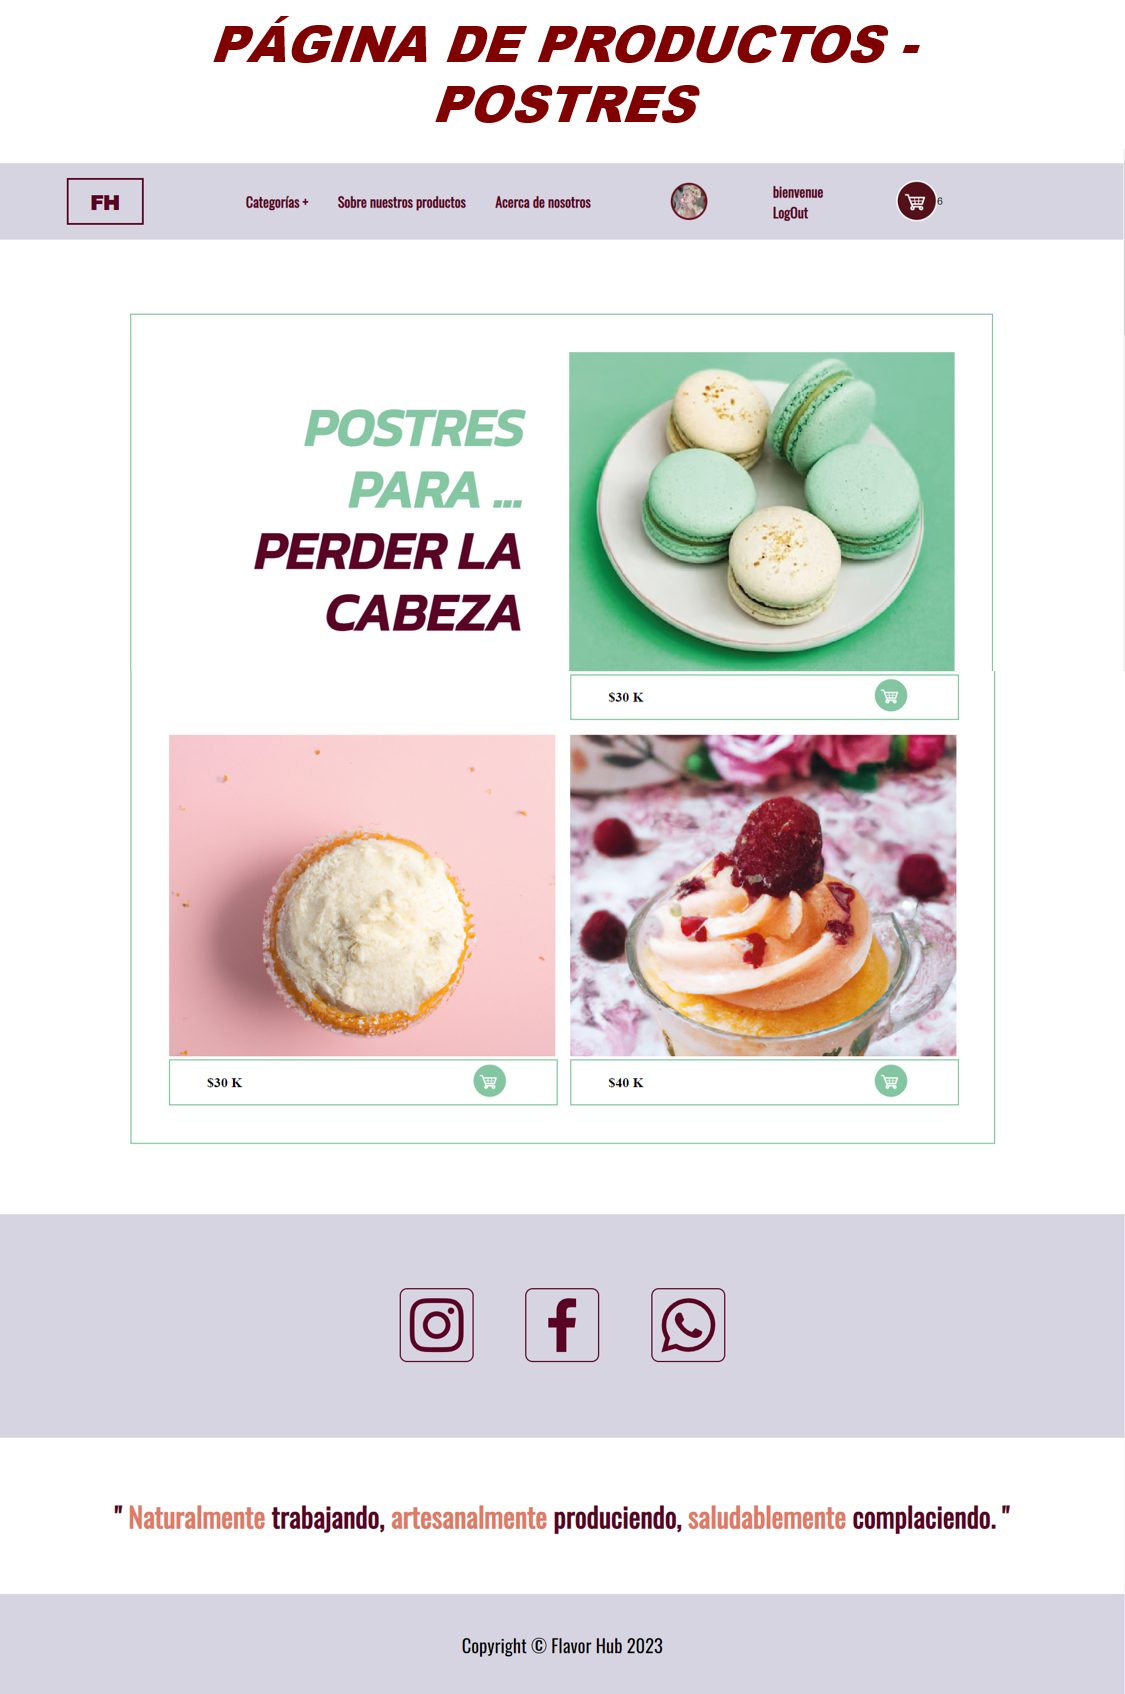 PÁGINA DE PRODUCTOS -
POSTRES
FH
Categorías +
Sobre nuestros productos
Acerca de nosotros
bienvenue
LogOut
6
POSTRES
PARA ...
PERDER LA
CABEZA
$30 K
$30 K
$40 K
" Naturalmente trabajando, artesanalmente produciendo, saludablemente complaciendo. "
Copyright © Flavor Hub 2023